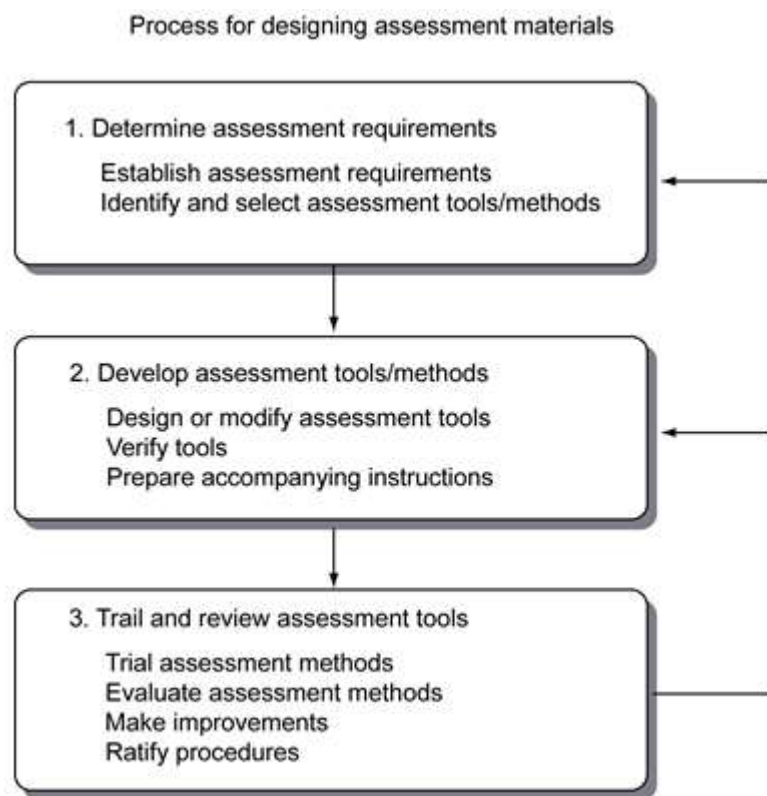 Process for designing assessment materials
1. Determine assessment requirements
Establish assessment requirements
Identify and select assessment tools/methods
2. Develop assessment tools/methods
Design or modify assessment tools
Verify tools
Prepare accompanying instructions
3. Trail and review assessment tools
Trial assessment methods
Evaluate assessment methods
Make improvements
Ratify procedures